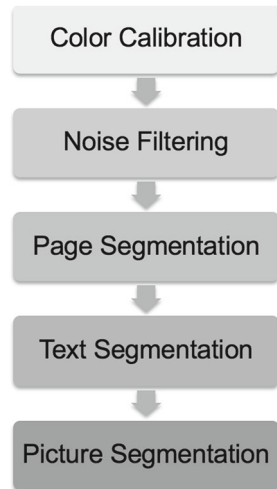 Color Calibration
Noise Filtering
Page Segmentation
Text Segmentation
Picture Segmentation